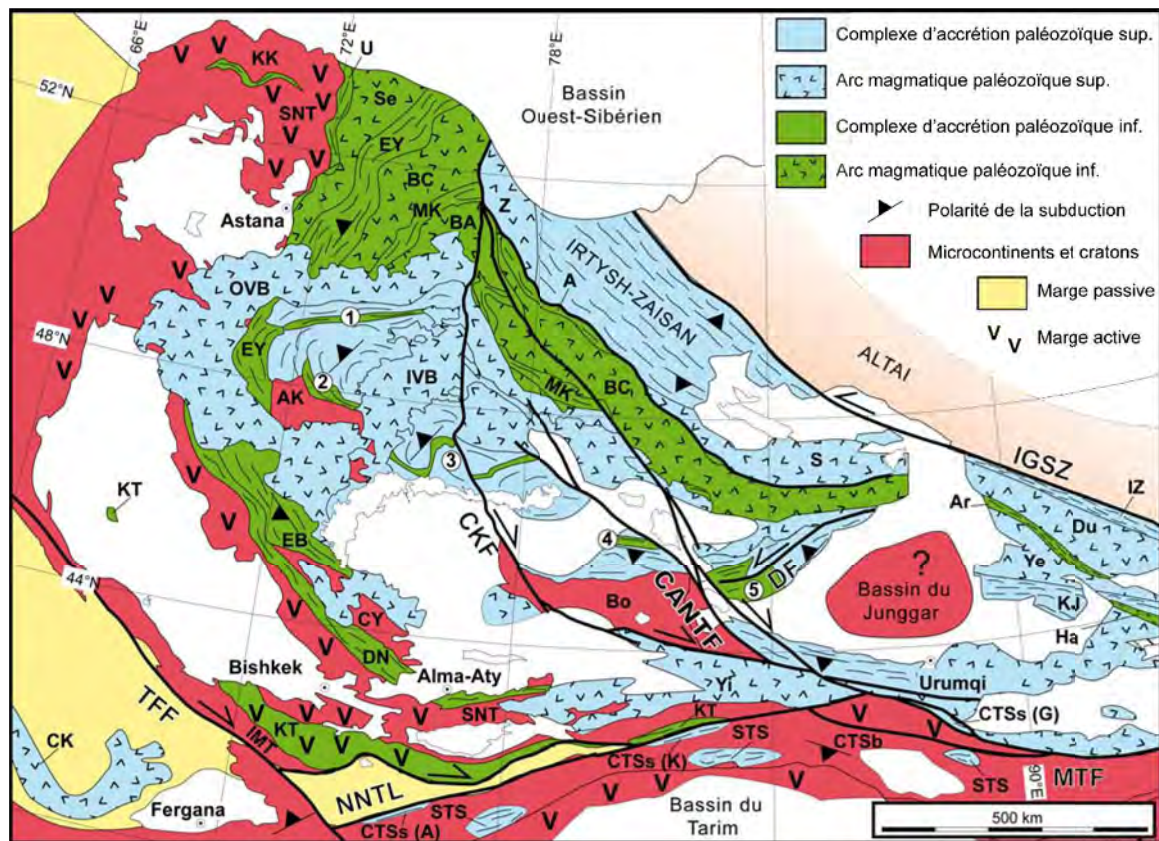 66°E
72°E
U
78°E
52°N
KK
SNT
Se
EY
BC
MK
BA
Z
Bassin
Ouest-Sibérien
Complexe d'accrétion paléozoïque sup.
Arc magmatique paléozoïque sup.
Complexe d'accrétion paléozoïque inf.
Arc magmatique paléozoïque inf.
Polarité de la subduction
Microcontinents et cratons
Marge passive
Marge active
V V V V V V V V V V
Astana
OVB
1
A
IRTYSH-ZAISAN
ALTAI
48°N
EY
2
AK
IVB
MK
BC
3
S
IGSZ
IZ
KT
Ar
Du
Ye
KJ
Ha
EB
CKF
4
CANTF
5
DF
?
Bassin du
Junggar
44°N
CY
Bo
DN
Bishkek
Alma-Aty
Yi
Urumqi
CTSs (G)
TFF
IMT
KT
SNT
KT
STS
CTSb
CTSs (K)
STS
90°E
MTF
CK
NNTL
Fergana
STS
CTSs (A)
Bassin du
Tarim
500 km